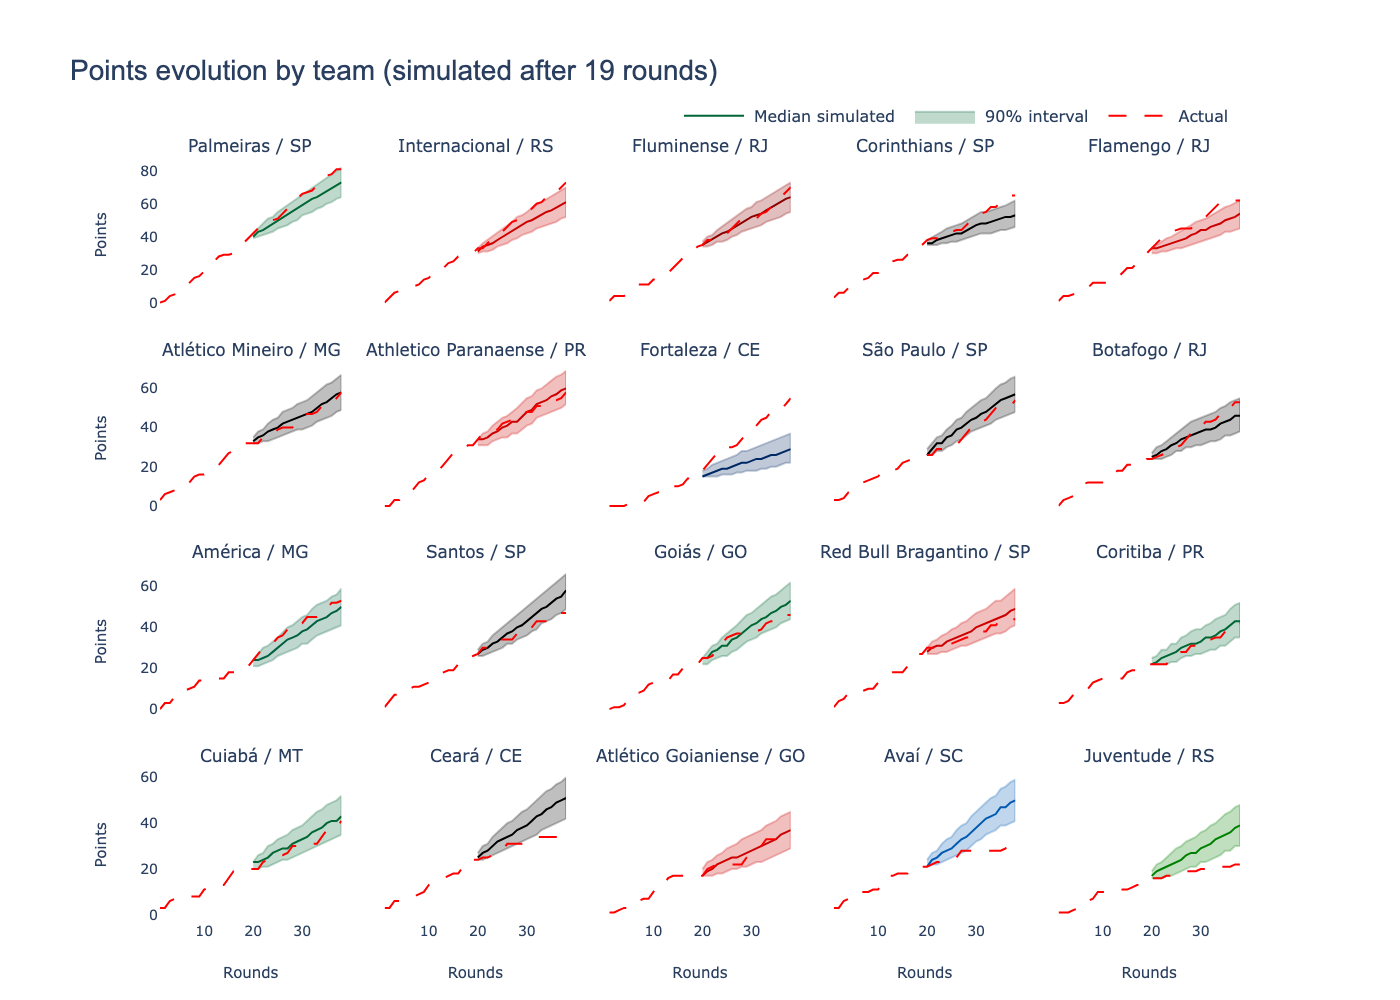 Points evolution by team (simulated after 19 rounds)
Median simulated 90% interval Actual
Palmeiras / SP Internacional / RS Fluminense / RJ Corinthians / SP Flamengo / RJ
80
60
40
20
0
Points
Atlético Mineiro / MG Athletico Paranaense / PR Fortaleza / CE São Paulo / SP Botafogo / RJ
60
40
20
0
Points
América / MG Santos / SP Goiás / GO Red Bull Bragantino / SP Coritiba / PR
60
40
20
0
Points
Cuiabá / MT Ceará / CE Atlético Goianiense / GO Avaí / SC Juventude / RS
60
40
20
0
Points
10 20 30 10 20 30 10 20 30 10 20 30 10 20 30
Rounds Rounds Rounds Rounds Rounds